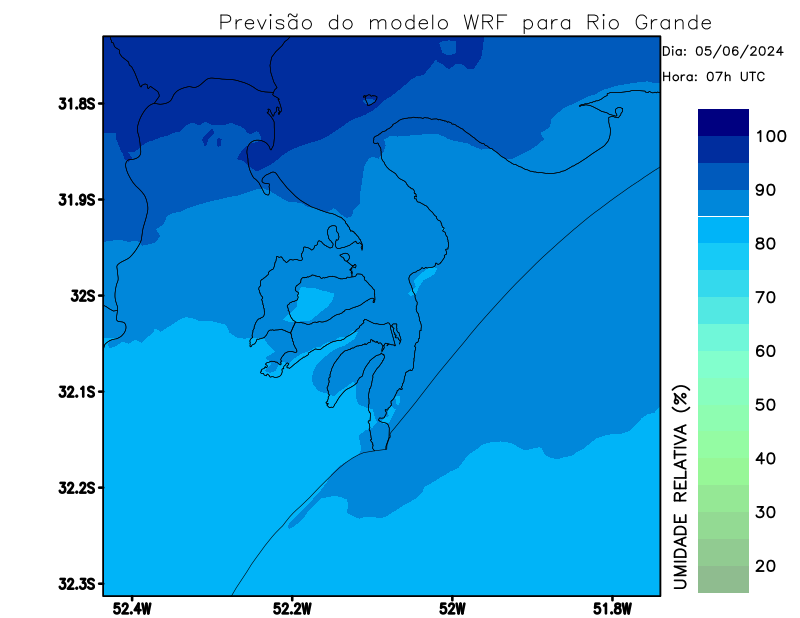 Previsão do modelo WRF para Rio Grande
Dia: 05/06/2024
Hora: 07h UTC
31.8S
31.9S
32S
32.1S
32.2S
32.3S
52.4W
52.2W
52W
51.8W
100
90
80
70
60
50
40
30
20
UMIDADE RELATIVA (%)